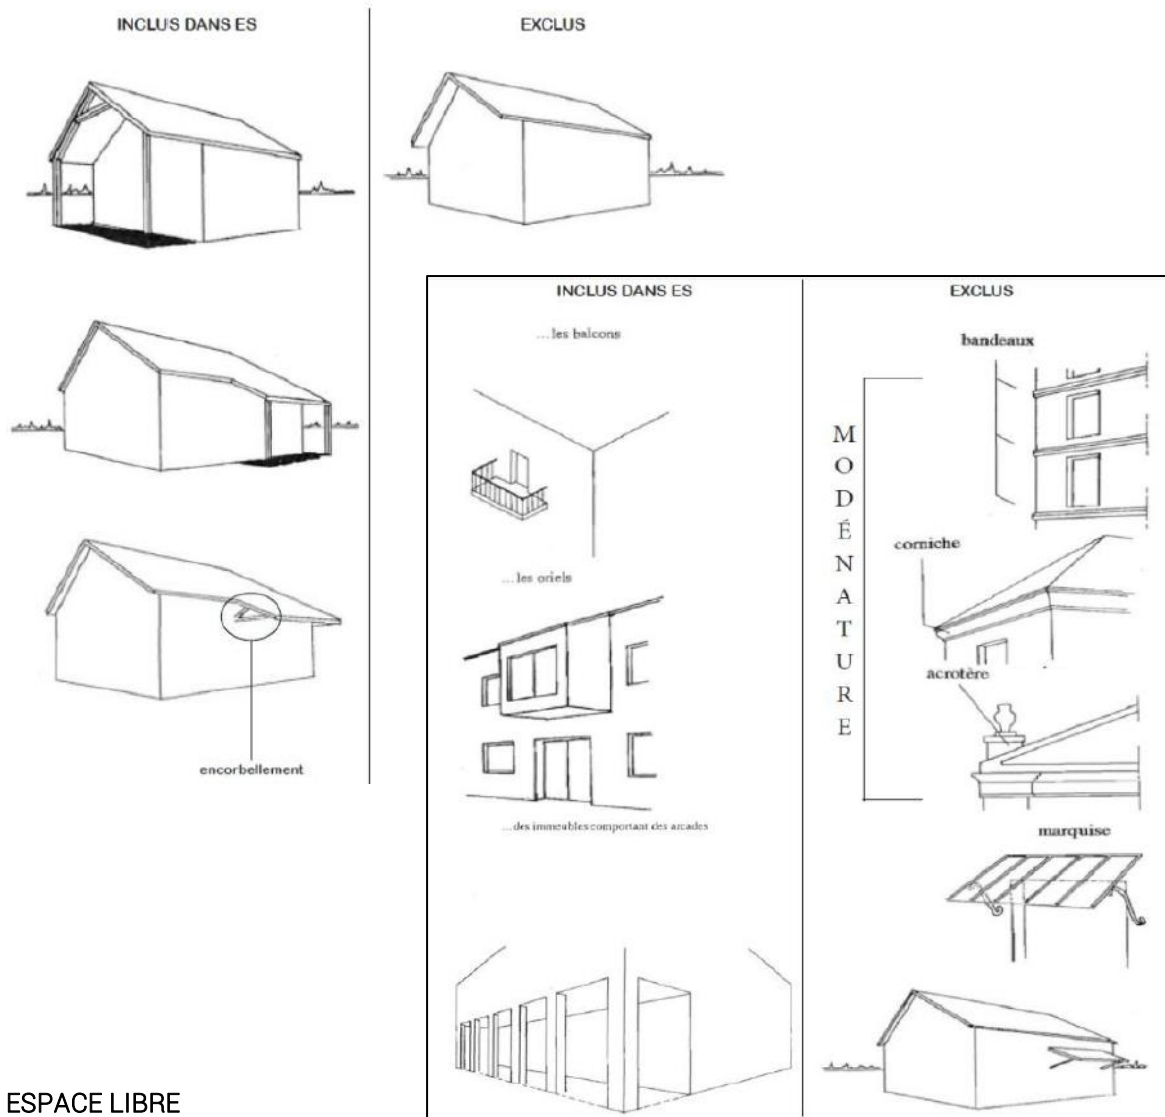 INCLUS DANS ES
EXCLUS
encorbellement
INCLUS DANS ES
EXCLUS
...les balcons
...les oriels
...des immeubles comportant des arcades
MODÉNATURE
bandeaux
corniche
acrotère
marquise
ESPACE LIBRE